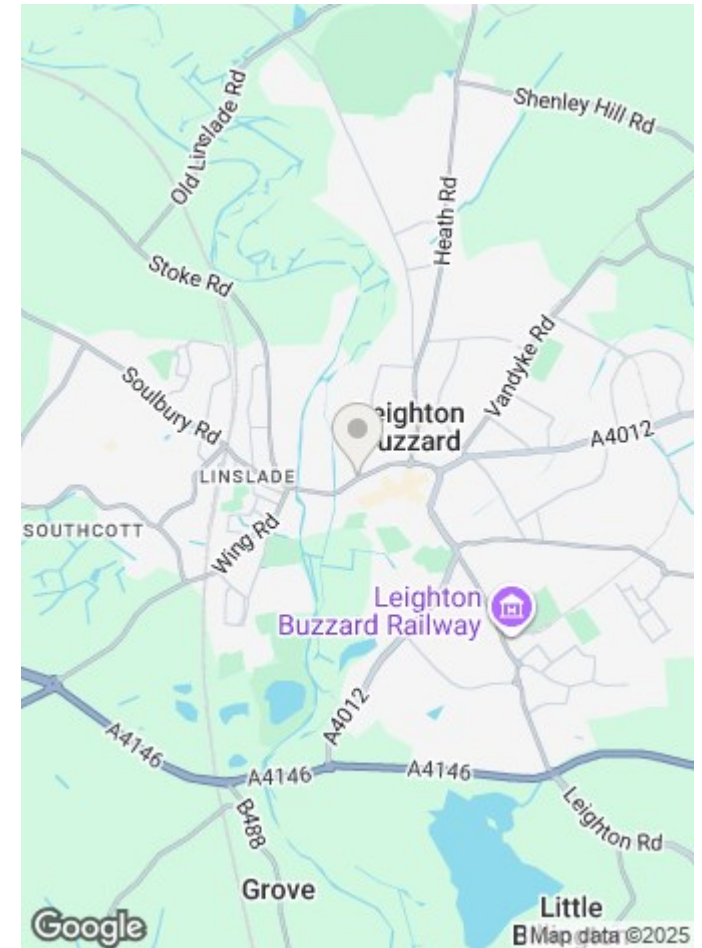 Shenley Hill Rd
Old Linslade Rd
Heath Rd
Stoke Rd
Vandyke Rd
Soulbury Rd
eighton
uzzard
A4012
LINSLADE
SOUTHCOTT
Wing Rd
Leighton
Buzzard Railway
A4012
A4146
A4146
A4146
B488
Leighton Rd
Grove
Little
Google
Map data ©2025